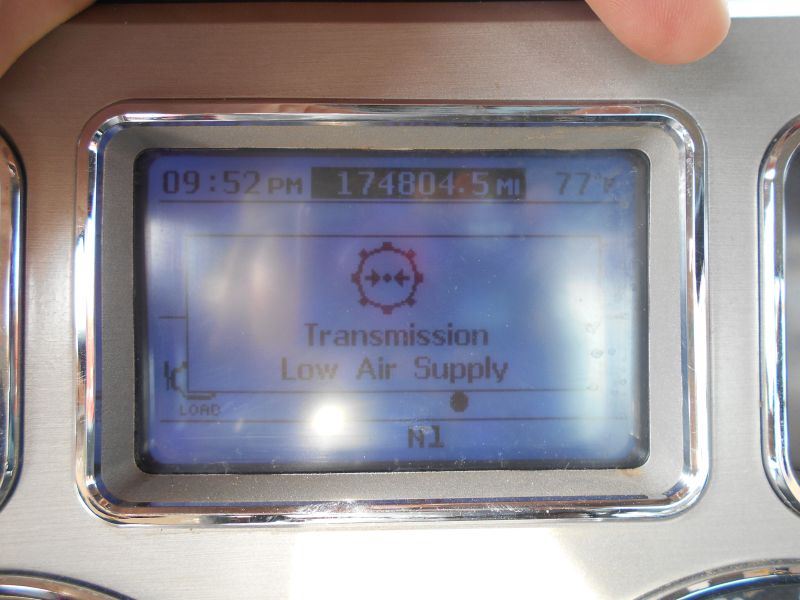 09:52 PM 174804.5 MI 77°F
Transmission
Low Air Supply
LOAD
N1